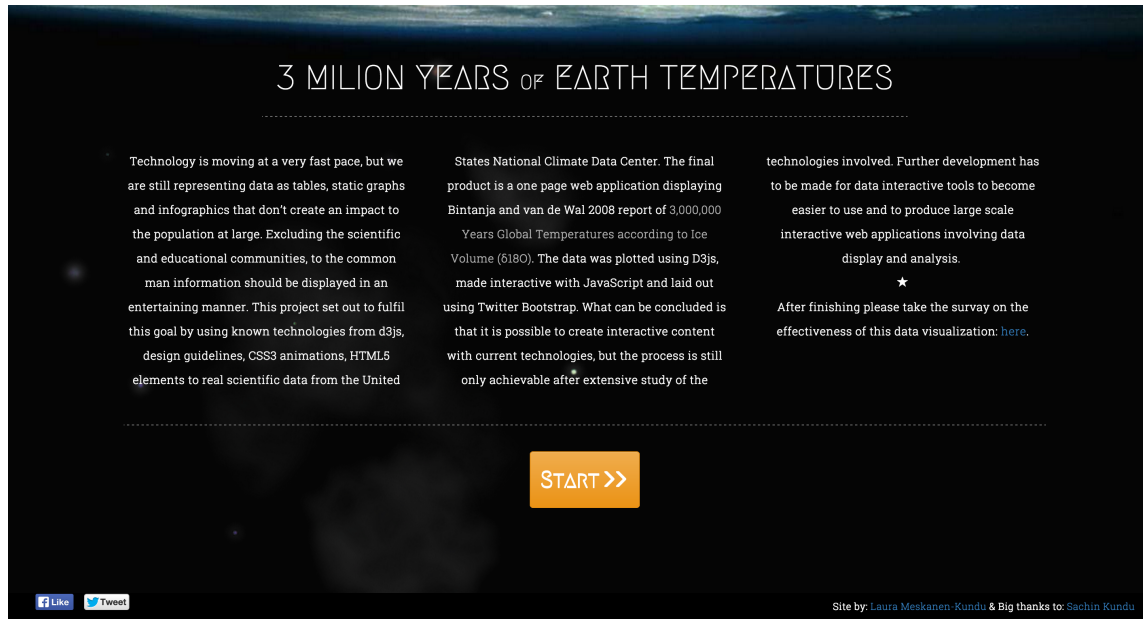 3 MILION YEARS OF EARTH TEMPERATURES
Technology is moving at a very fast pace, but we
are still representing data as tables, static graphs
and infographics that don't create an impact to
the population at large. Excluding the scientific
and educational communities, to the common
man information should be displayed in an
entertaining manner. This project set out to fulfil
this goal by using known technologies from d3js,
design guidelines, CSS3 animations, HTML5
elements to real scientific data from the United
States National Climate Data Center. The final
product is a one page web application displaying
Bintanja and van de Wal 2008 report of 3,000,000
Years Global Temperatures according to Ice
Volume (δ18O). The data was plotted using D3js,
made interactive with JavaScript and laid out
using Twitter Bootstrap. What can be concluded is
that it is possible to create interactive content
with current technologies, but the process is still
only achievable after extensive study of the
technologies involved. Further development has
to be made for data interactive tools to become
easier to use and to produce large scale
interactive web applications involving data
display and analysis.
★
After finishing please take the survay on the
effectiveness of this data visualization: here.
START >>
Like
Tweet
Site by: Laura Meskanen-Kundu & Big thanks to: Sachin Kundu